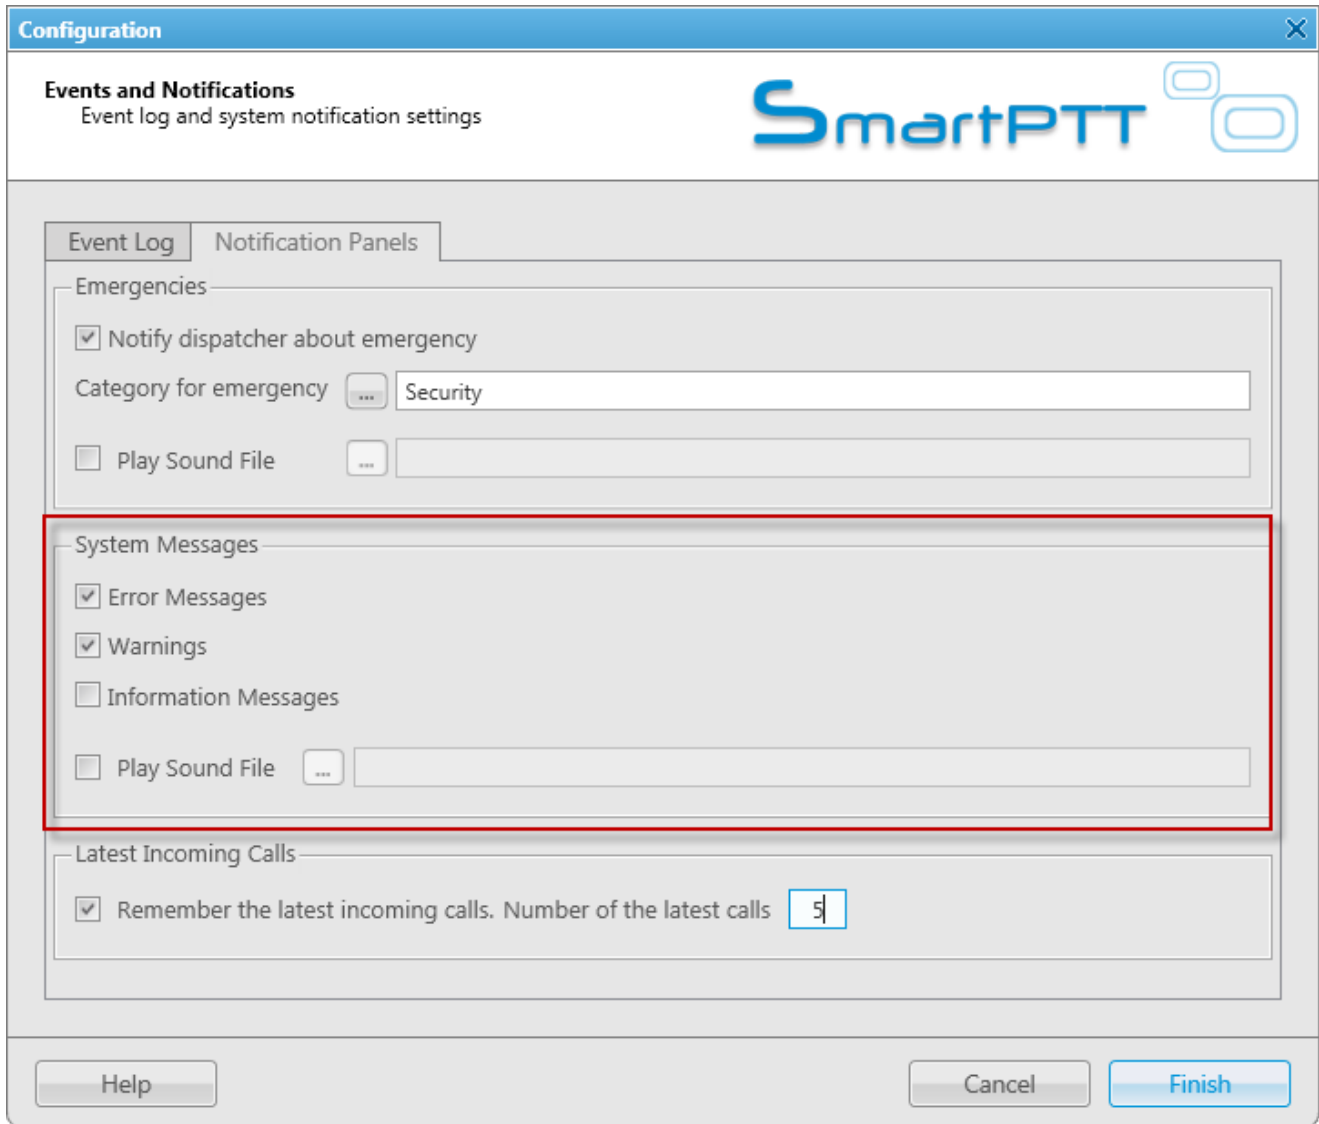 Configuration
Events and Notifications
Event log and system notification settings
SmartPTT
Event Log
Notification Panels
Emergencies
Notify dispatcher about emergency
Category for emergency ... Security
Play Sound File ...
System Messages
Error Messages
Warnings
Information Messages
Play Sound File ...
Latest Incoming Calls
Remember the latest incoming calls. Number of the latest calls 5
Help
Cancel
Finish